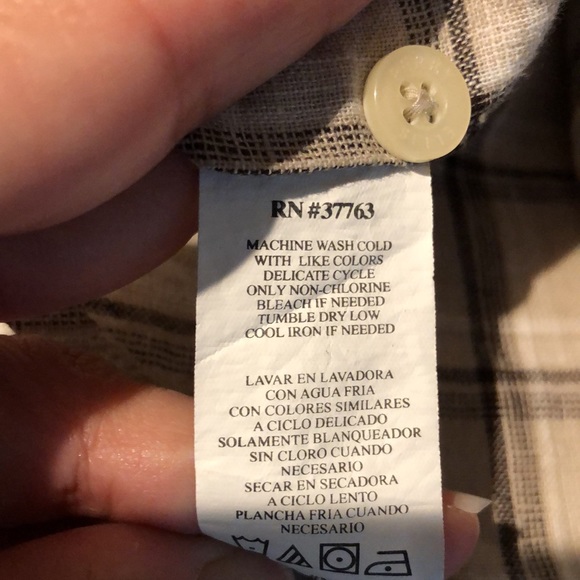 RN #37763
MACHINE WASH COLD
WITH LIKE COLORS
DELICATE CYCLE
ONLY NON-CHLORINE
BLEACH IF NEEDED
TUMBLE DRY LOW
COOL IRON IF NEEDED
LAVAR EN LAVADORA
CON AGUA FRIA
CON COLORES SIMILARES
A CICLO DELICADO
SOLAMENTE BLANQUEADOR
SIN CLORO CUANDO
NECESARIO
SECAR EN SECADORA
A CICLO LENTO
PLANCHA FRIA CUANDO
NECESARIO